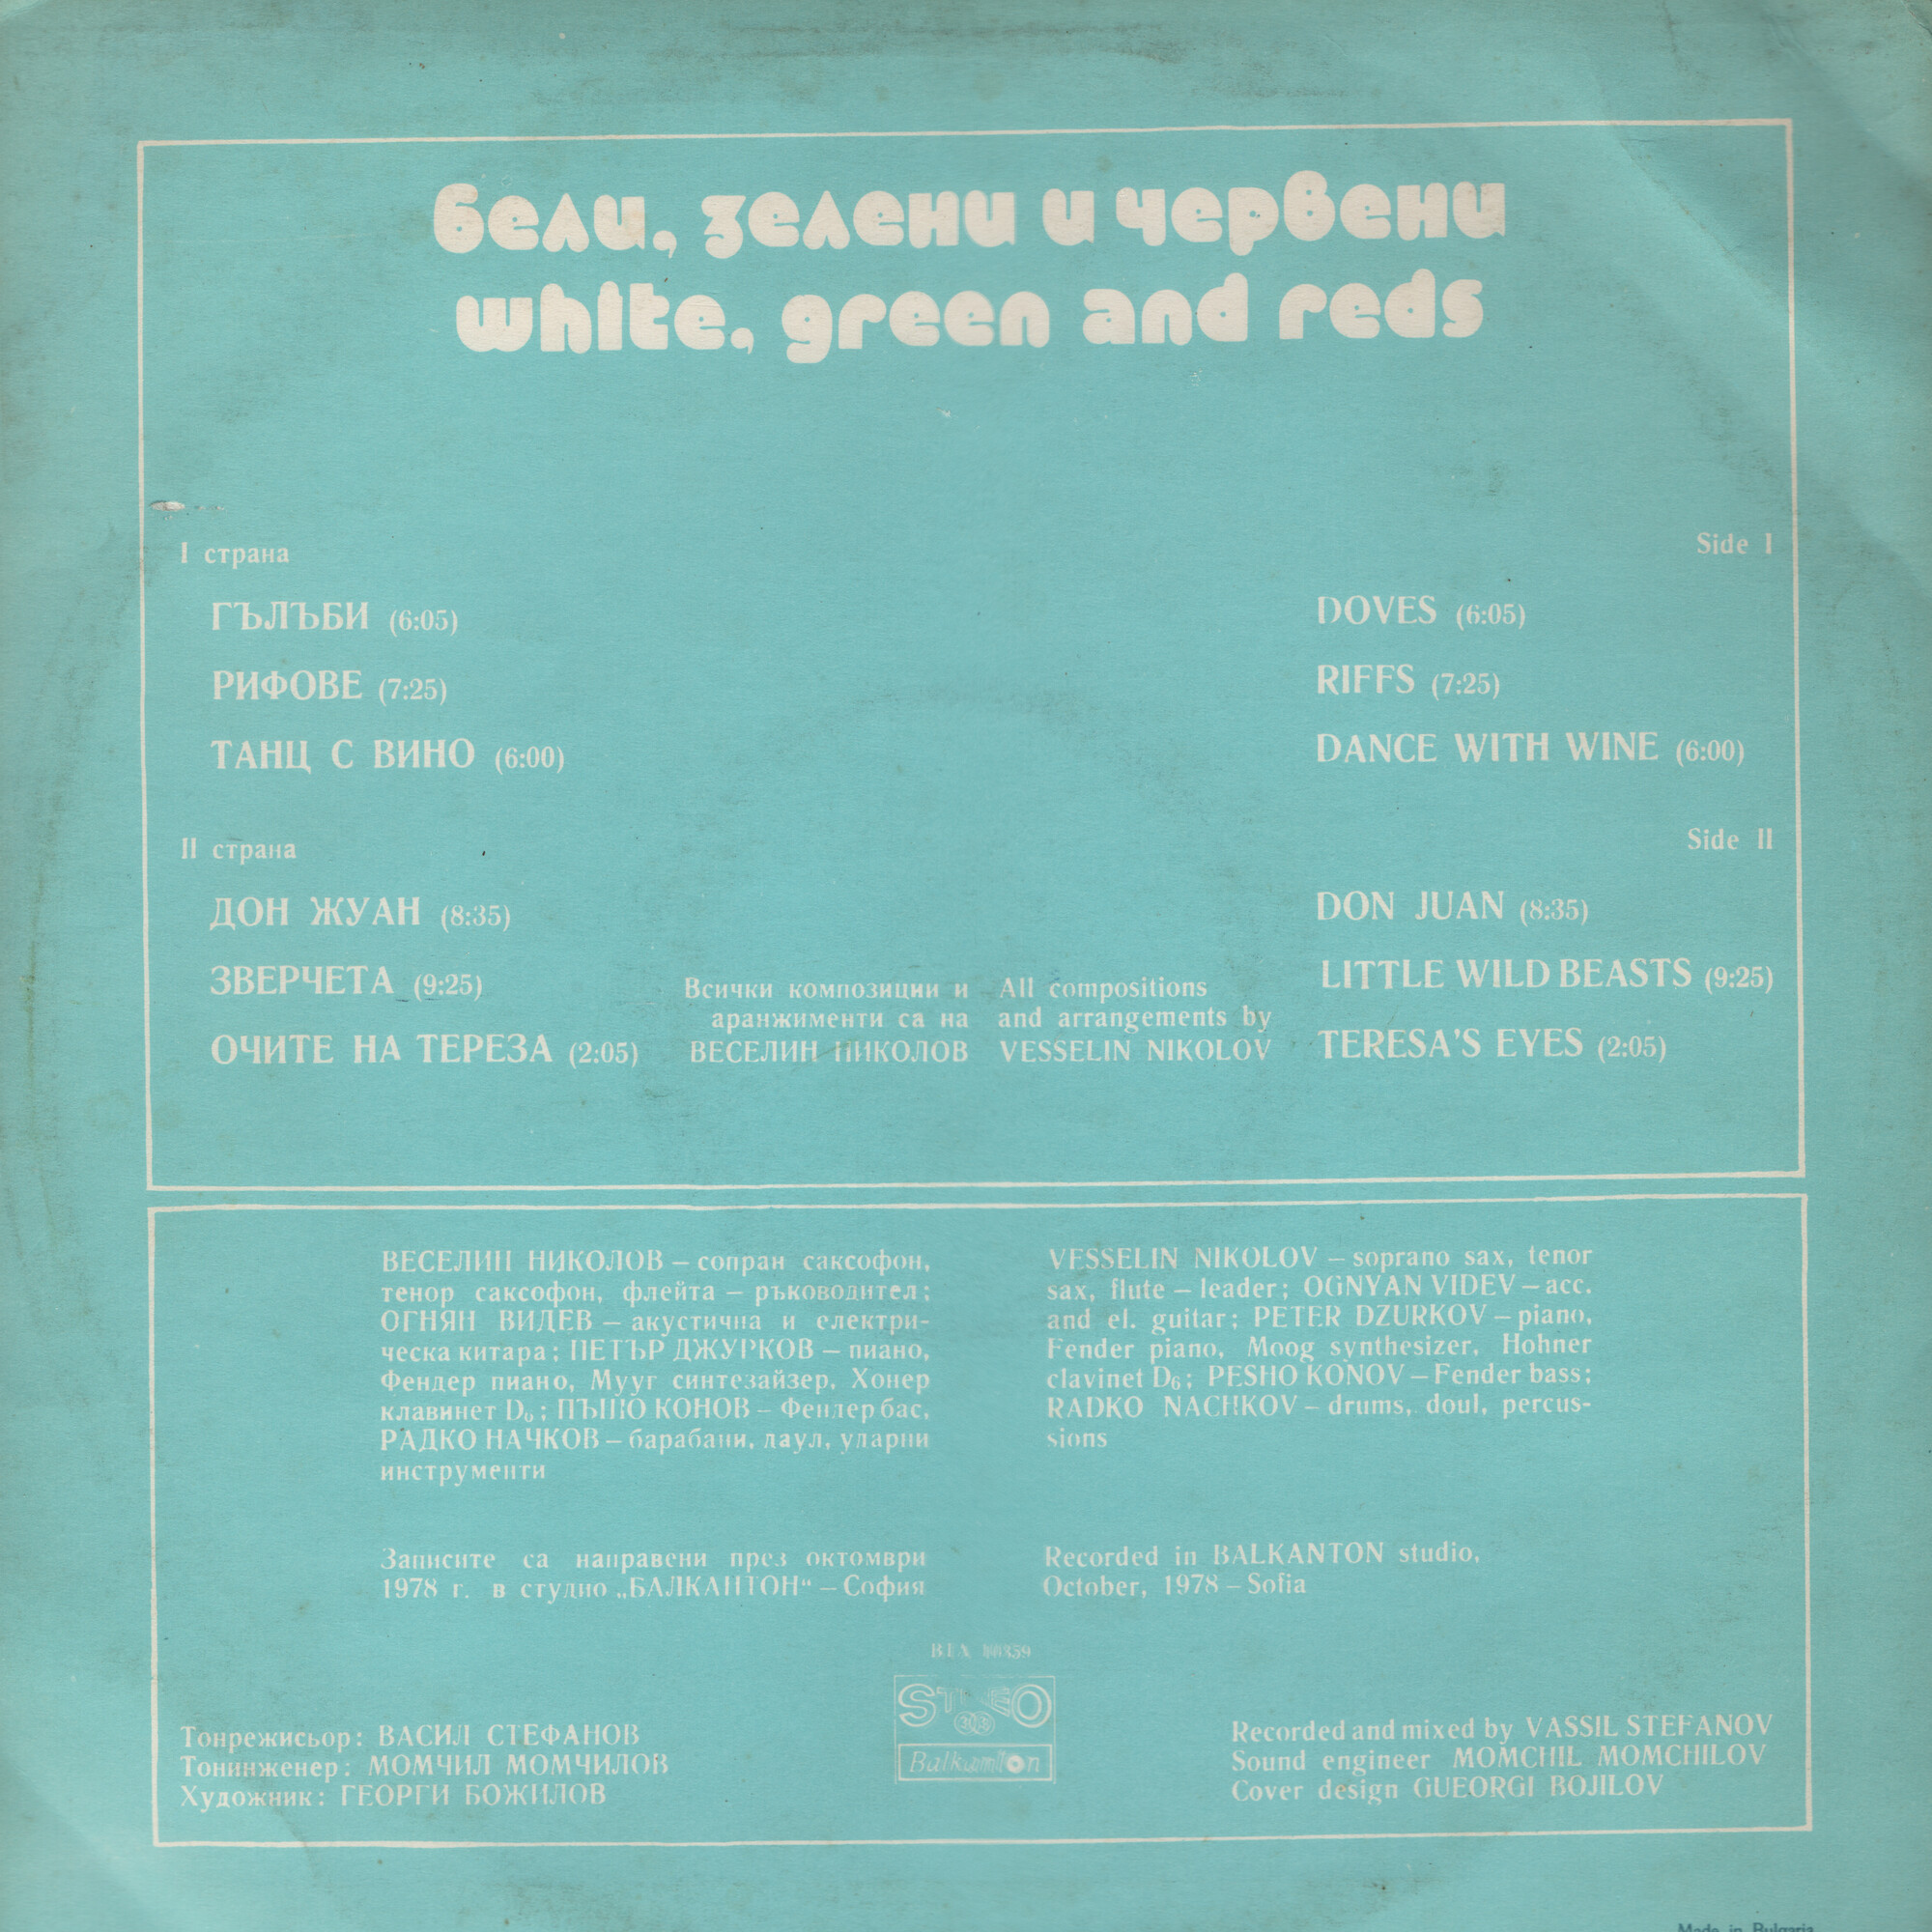 бели, зелени и червени
white, green and reds
I страна
ГЪЛЪБИ (6:05)
РИФОВЕ (7:25)
ТАНЦ С ВИНО (6:00)
II страна
ДОН ЖУАН (8:35)
ЗВЕРЧЕТА (9:25)
ОЧИТЕ НА ТЕРЕЗА (2:05)
Всички композиции и
аранжименти са на
ВЕСЕЛИН НИКОЛОВ
All compositions
and arrangements by
VESSELIN NIKOLOV
Side I
DOVES (6:05)
RIFFS (7:25)
DANCE WITH WINE (6:00)
Side II
DON JUAN (8:35)
LITTLE WILD BEASTS (9:25)
TERESA'S EYES (2:05)
ВЕСЕЛИН НИКОЛОВ – сопран саксофон,
тенор саксофон, флейта – ръководител;
ОГНЯН ВИДЕВ – акустична и електри-
ческа китара; ПЕТЪР ДЖУРКОВ – пиано,
Фендер пиано, Мууг синтезайзер, Хонер
клавинет D₆; ПЪШО КОНОВ – Фендер бас,
РАДКО НАЧКОВ – барабани, даул, ударни
инструменти
VESSELIN NIKOLOV – soprano sax, tenor
sax, flute – leader; OGNYAN VIDEV – acc.
and el. guitar; PETER DZURKOV – piano,
Fender piano, Moog synthesizer, Hohner
clavinet D₆; PESHO KONOV – Fender bass;
RADKO NACHKOV – drums, doul, percus-
sions
Записите са направени през октомври
1978 г. в студио „БАЛКАНТОН“ – София
Recorded in BALKANTON studio,
October, 1978 – Sofia
STEREO
Balkanton
Тонрежисьор: ВАСИЛ СТЕФАНОВ
Тонинженер: МОМЧИЛ МОМЧИЛОВ
Художник: ГЕОРГИ БОЖИЛОВ
Recorded and mixed by VASSIL STEFANOV
Sound engineer MOMCHIL MOMCHILOV
Cover design GUEORGI BOJILOV
Made in Bulgaria